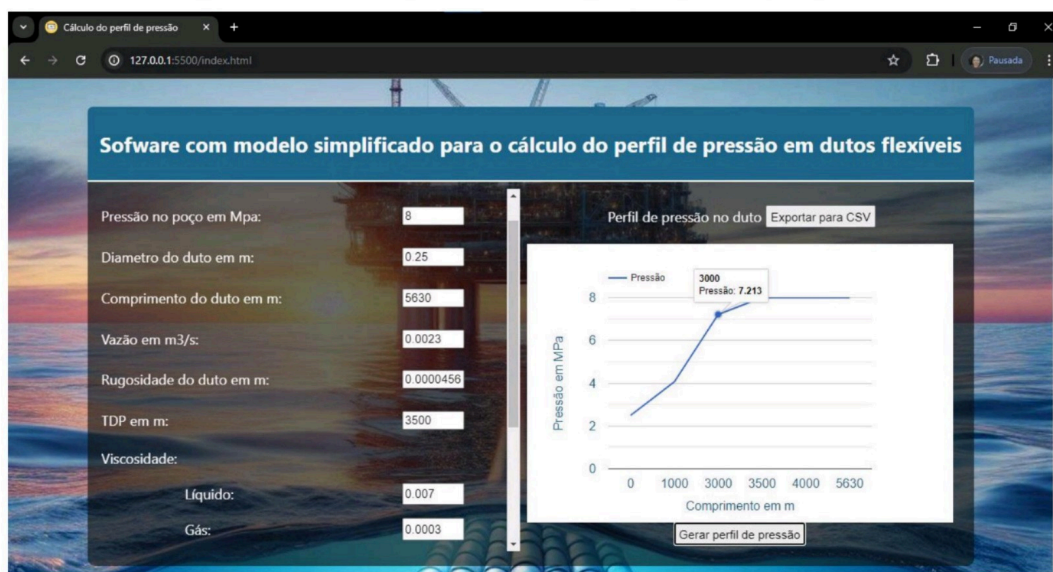 Cálculo do perfil de pressão
127.0.0.1:5500/index.html
Pausada
Sofware com modelo simplificado para o cálculo do perfil de pressão em dutos flexíveis
Pressão no poço em Mpa: 8
Diametro do duto em m: 0.25
Comprimento do duto em m: 5630
Vazão em m3/s: 0.0023
Rugosidade do duto em m: 0.0000456
TDP em m: 3500
Viscosidade:
Líquido: 0.007
Gás: 0.0003
Perfil de pressão no duto Exportar para CSV
Pressão
3000
Pressão: 7.213
Pressão em MPa
8
6
4
2
0
0 1000 3000 3500 4000 5630
Comprimento em m
Gerar perfil de pressão